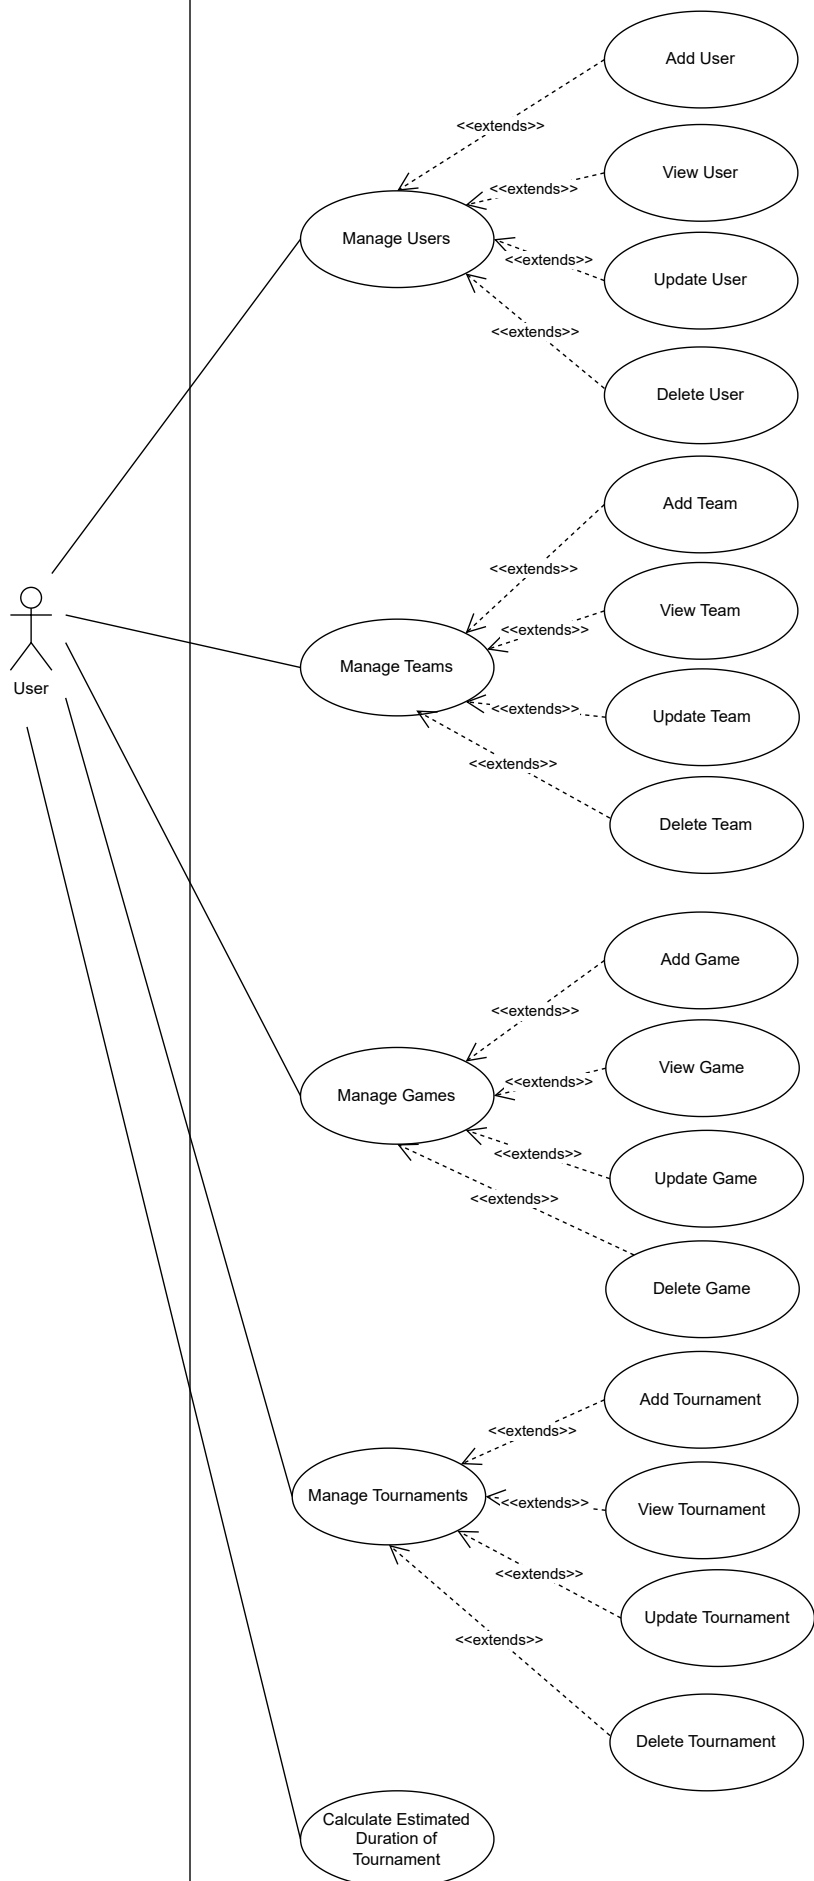 Add User
<<extends>>
View User
<<extends>>
Manage Users
<<extends>>
Update User
<<extends>>
Delete User
Add Team
<<extends>>
View Team
<<extends>>
Manage Teams
User
<<extends>>
Update Team
<<extends>>
Delete Team
Add Game
<<extends>>
View Game
<<extends>>
Manage Games
<<extends>>
Update Game
<<extends>>
Delete Game
Add Tournament
<<extends>>
Manage Tournaments
<<extends>>
View Tournament
<<extends>>
Update Tournament
<<extends>>
Delete Tournament
Calculate Estimated
Duration of
Tournament